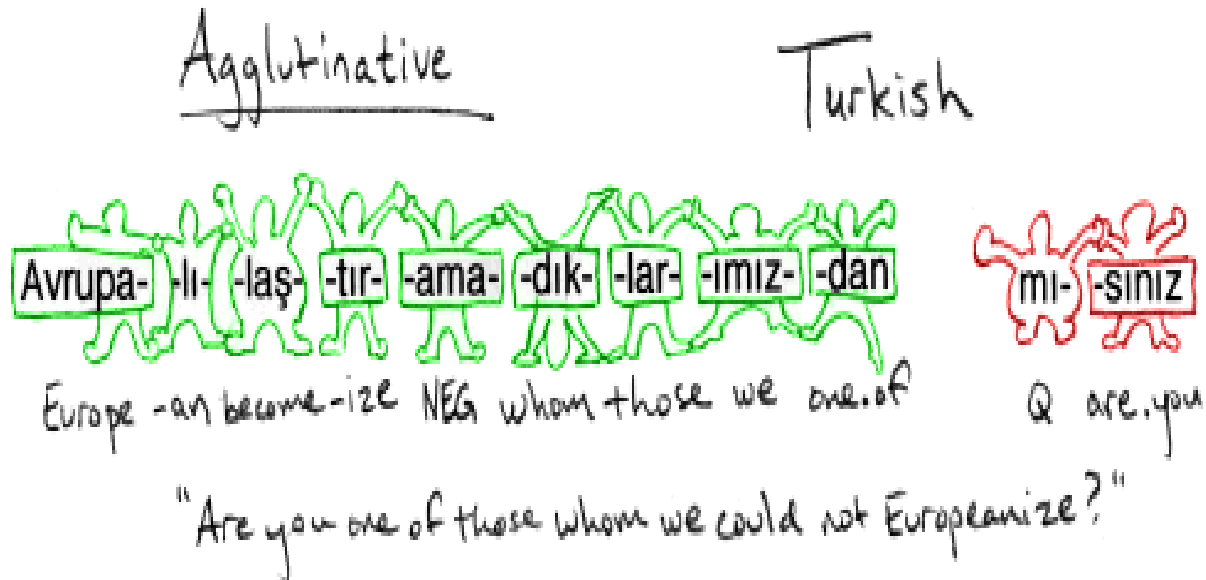 Agglutinative Turkish
Avrupa- -lı- -laş- -tır- -ama- -dık- -lar- -ımız- -dan mı- -sınız
Europe -an become-ize NEG whom those we one.of Q are.you
"Are you one of those whom we could not Europeanize?"